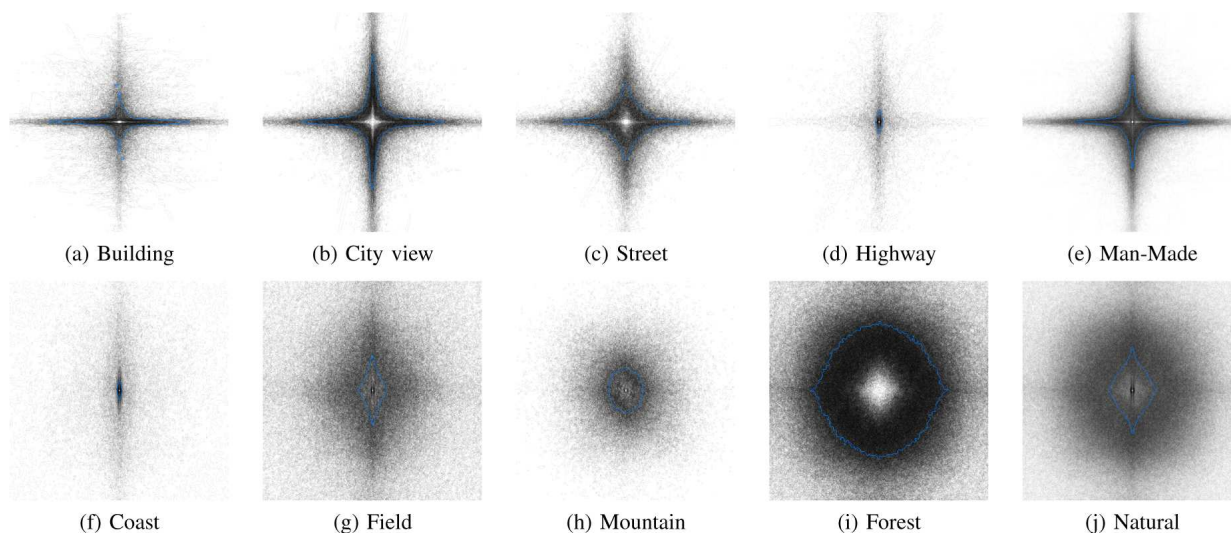 (a) Building
(b) City view
(c) Street
(d) Highway
(e) Man-Made
(f) Coast
(g) Field
(h) Mountain
(i) Forest
(j) Natural